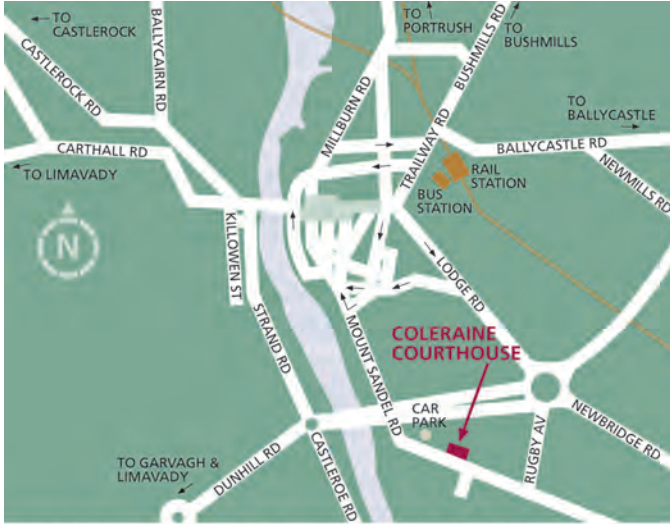 TO
CASTLEROCK
BALLYCAIRN RD
TO
PORTRUSH
TO
BUSHMILLS
BUSHMILLS RD
CASTLEROCK RD
MILLBURN RD
TO
BALLYCASTLE
CARTHALL RD
TRAILWAY RD
BALLYCASTLE RD
TO LIMAVADY
RAIL
STATION
BUS
STATION
NEWMILLS RD
N
KILLOWEN ST
LODGE RD
STRAND RD
MOUNT SANDEL RD
COLERAINE
COURTHOUSE
CAR
PARK
NEWBRIDGE RD
RUGBY AV
TO GARVAGH &
LIMAVADY
DUNHILL RD
CASTLEROE RD